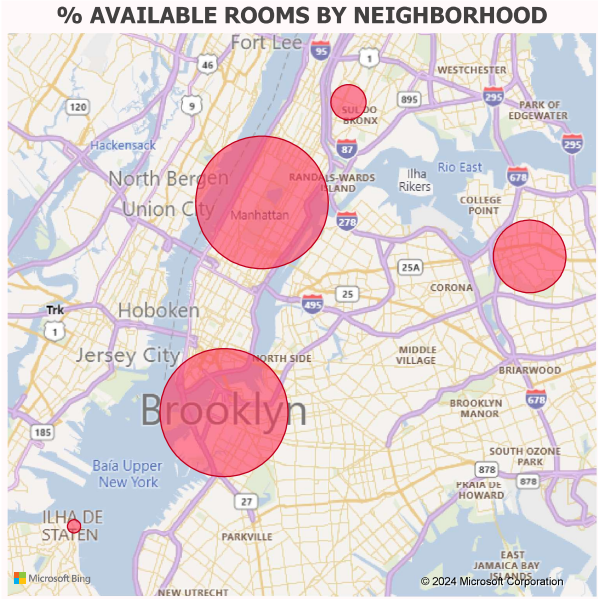 % AVAILABLE ROOMS BY NEIGHBORHOOD
Fort Lee
95
46
1
WESTCHESTER
120
9
895
295
PARK OF
EDGEWATER
SUL DO
BRONX
Hackensack
87
295
Rio East
North Bergen
RANDALS-WARDS
ISLAND
Ilha
Rikers
678
Union City
Manhattan
278
COLLEGE
POINT
25A
CORONA
25
495
Trk
1
Hoboken
Jersey City
NORTH SIDE
MIDDLE
VILLAGE
BRIARWOOD
678
Brooklyn
BROOKLYN
MANOR
185
Baía Upper
New York
SOUTH OZONE
PARK
878
878
PRAIA DE
HOWARD
27
ILHA DE
STATEN
PARKVILLE
EAST
JAMAICA BAY
ISLANDS
Microsoft Bing
© 2024 Microsoft Corporation
NEW UTRECHT